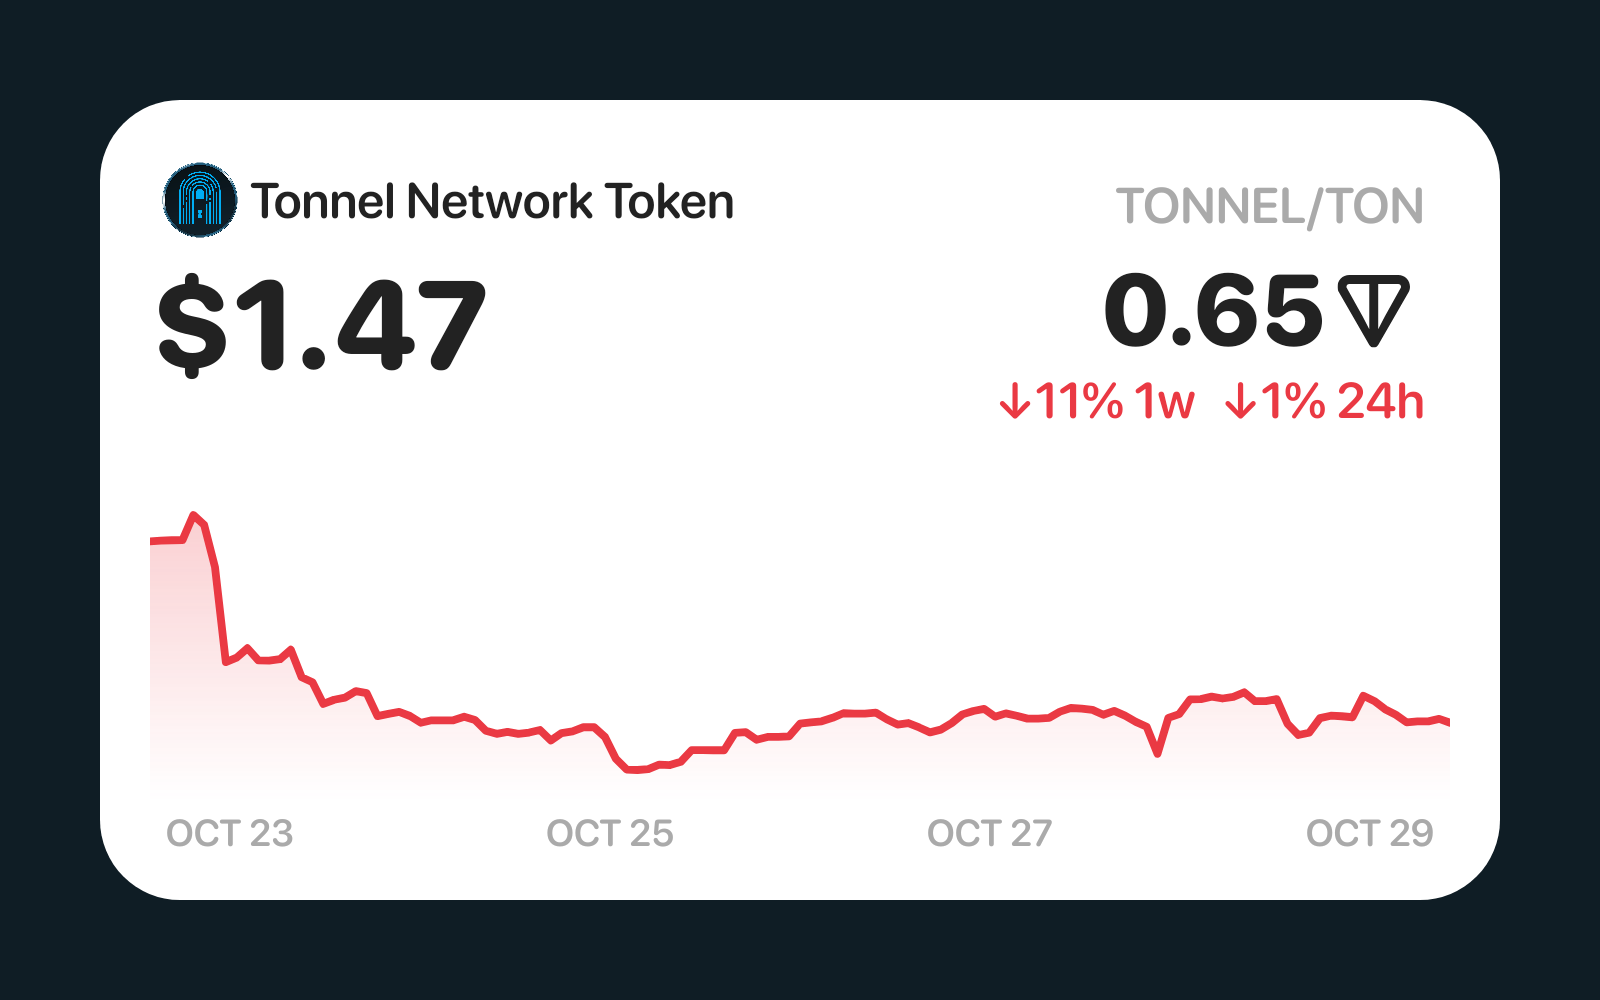 Tonnel Network Token
TONNEL/TON
$1.47
0.65
↓11% 1w ↓1% 24h
OCT 23 OCT 25 OCT 27 OCT 29